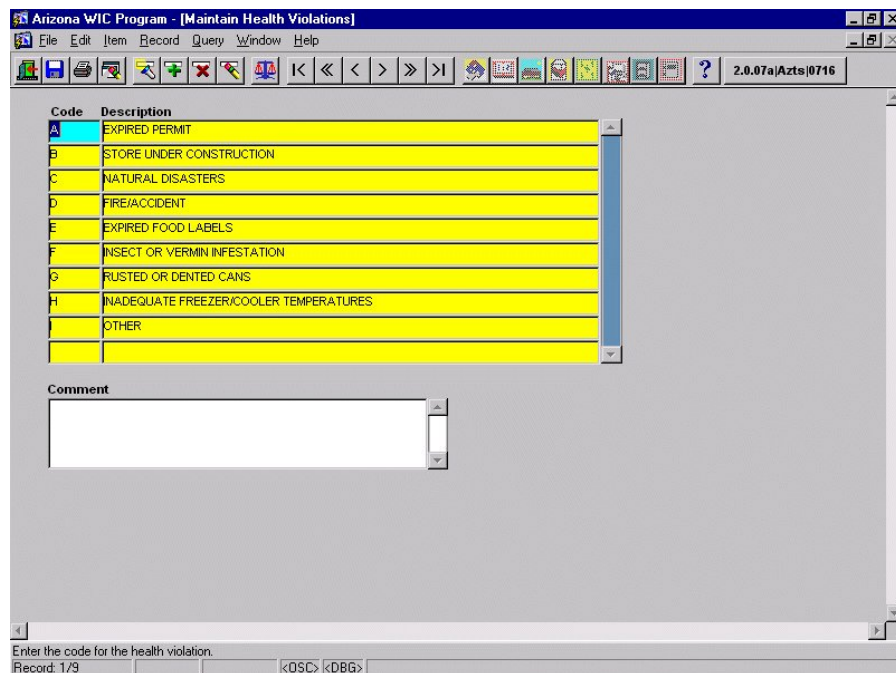 Arizona WIC Program - [Maintain Health Violations]
File Edit Item Record Query Window Help
? 2.0.07a|Azts|0716
Code Description
A EXPIRED PERMIT
B STORE UNDER CONSTRUCTION
C NATURAL DISASTERS
D FIRE/ACCIDENT
E EXPIRED FOOD LABELS
F INSECT OR VERMIN INFESTATION
G RUSTED OR DENTED CANS
H INADEQUATE FREEZER/COOLER TEMPERATURES
I OTHER
Comment
Enter the code for the health violation.
Record: 1/9 <OSC> <DBG>